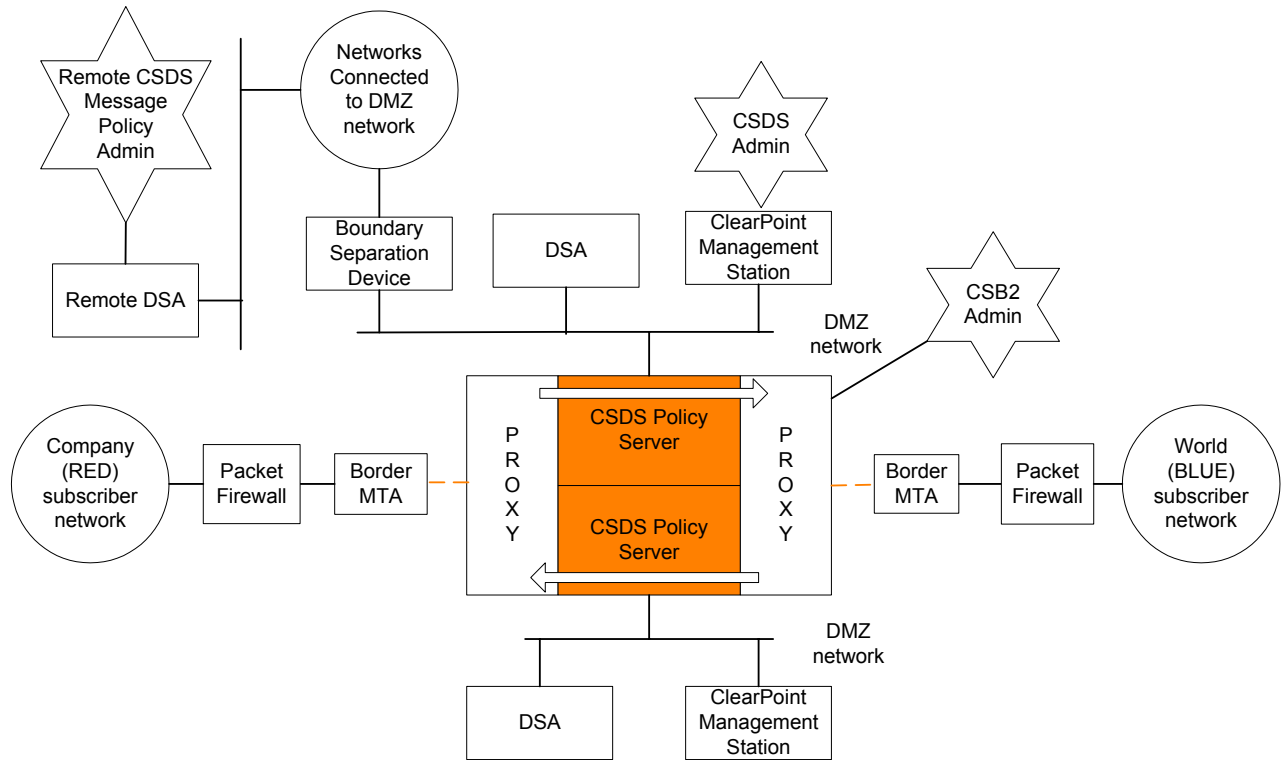 Remote CSDS
Message
Policy
Admin
Networks
Connected
to DMZ
network
CSDS
Admin
Boundary
Separation
Device
DSA
ClearPoint
Management
Station
Remote DSA
CSB2
Admin
DMZ
network
Company
(RED)
subscriber
network
Packet
Firewall
Border
MTA
P
R
O
X
Y
CSDS Policy
Server
CSDS Policy
Server
P
R
O
X
Y
Border
MTA
Packet
Firewall
World
(BLUE)
subscriber
network
DMZ
network
DSA
ClearPoint
Management
Station